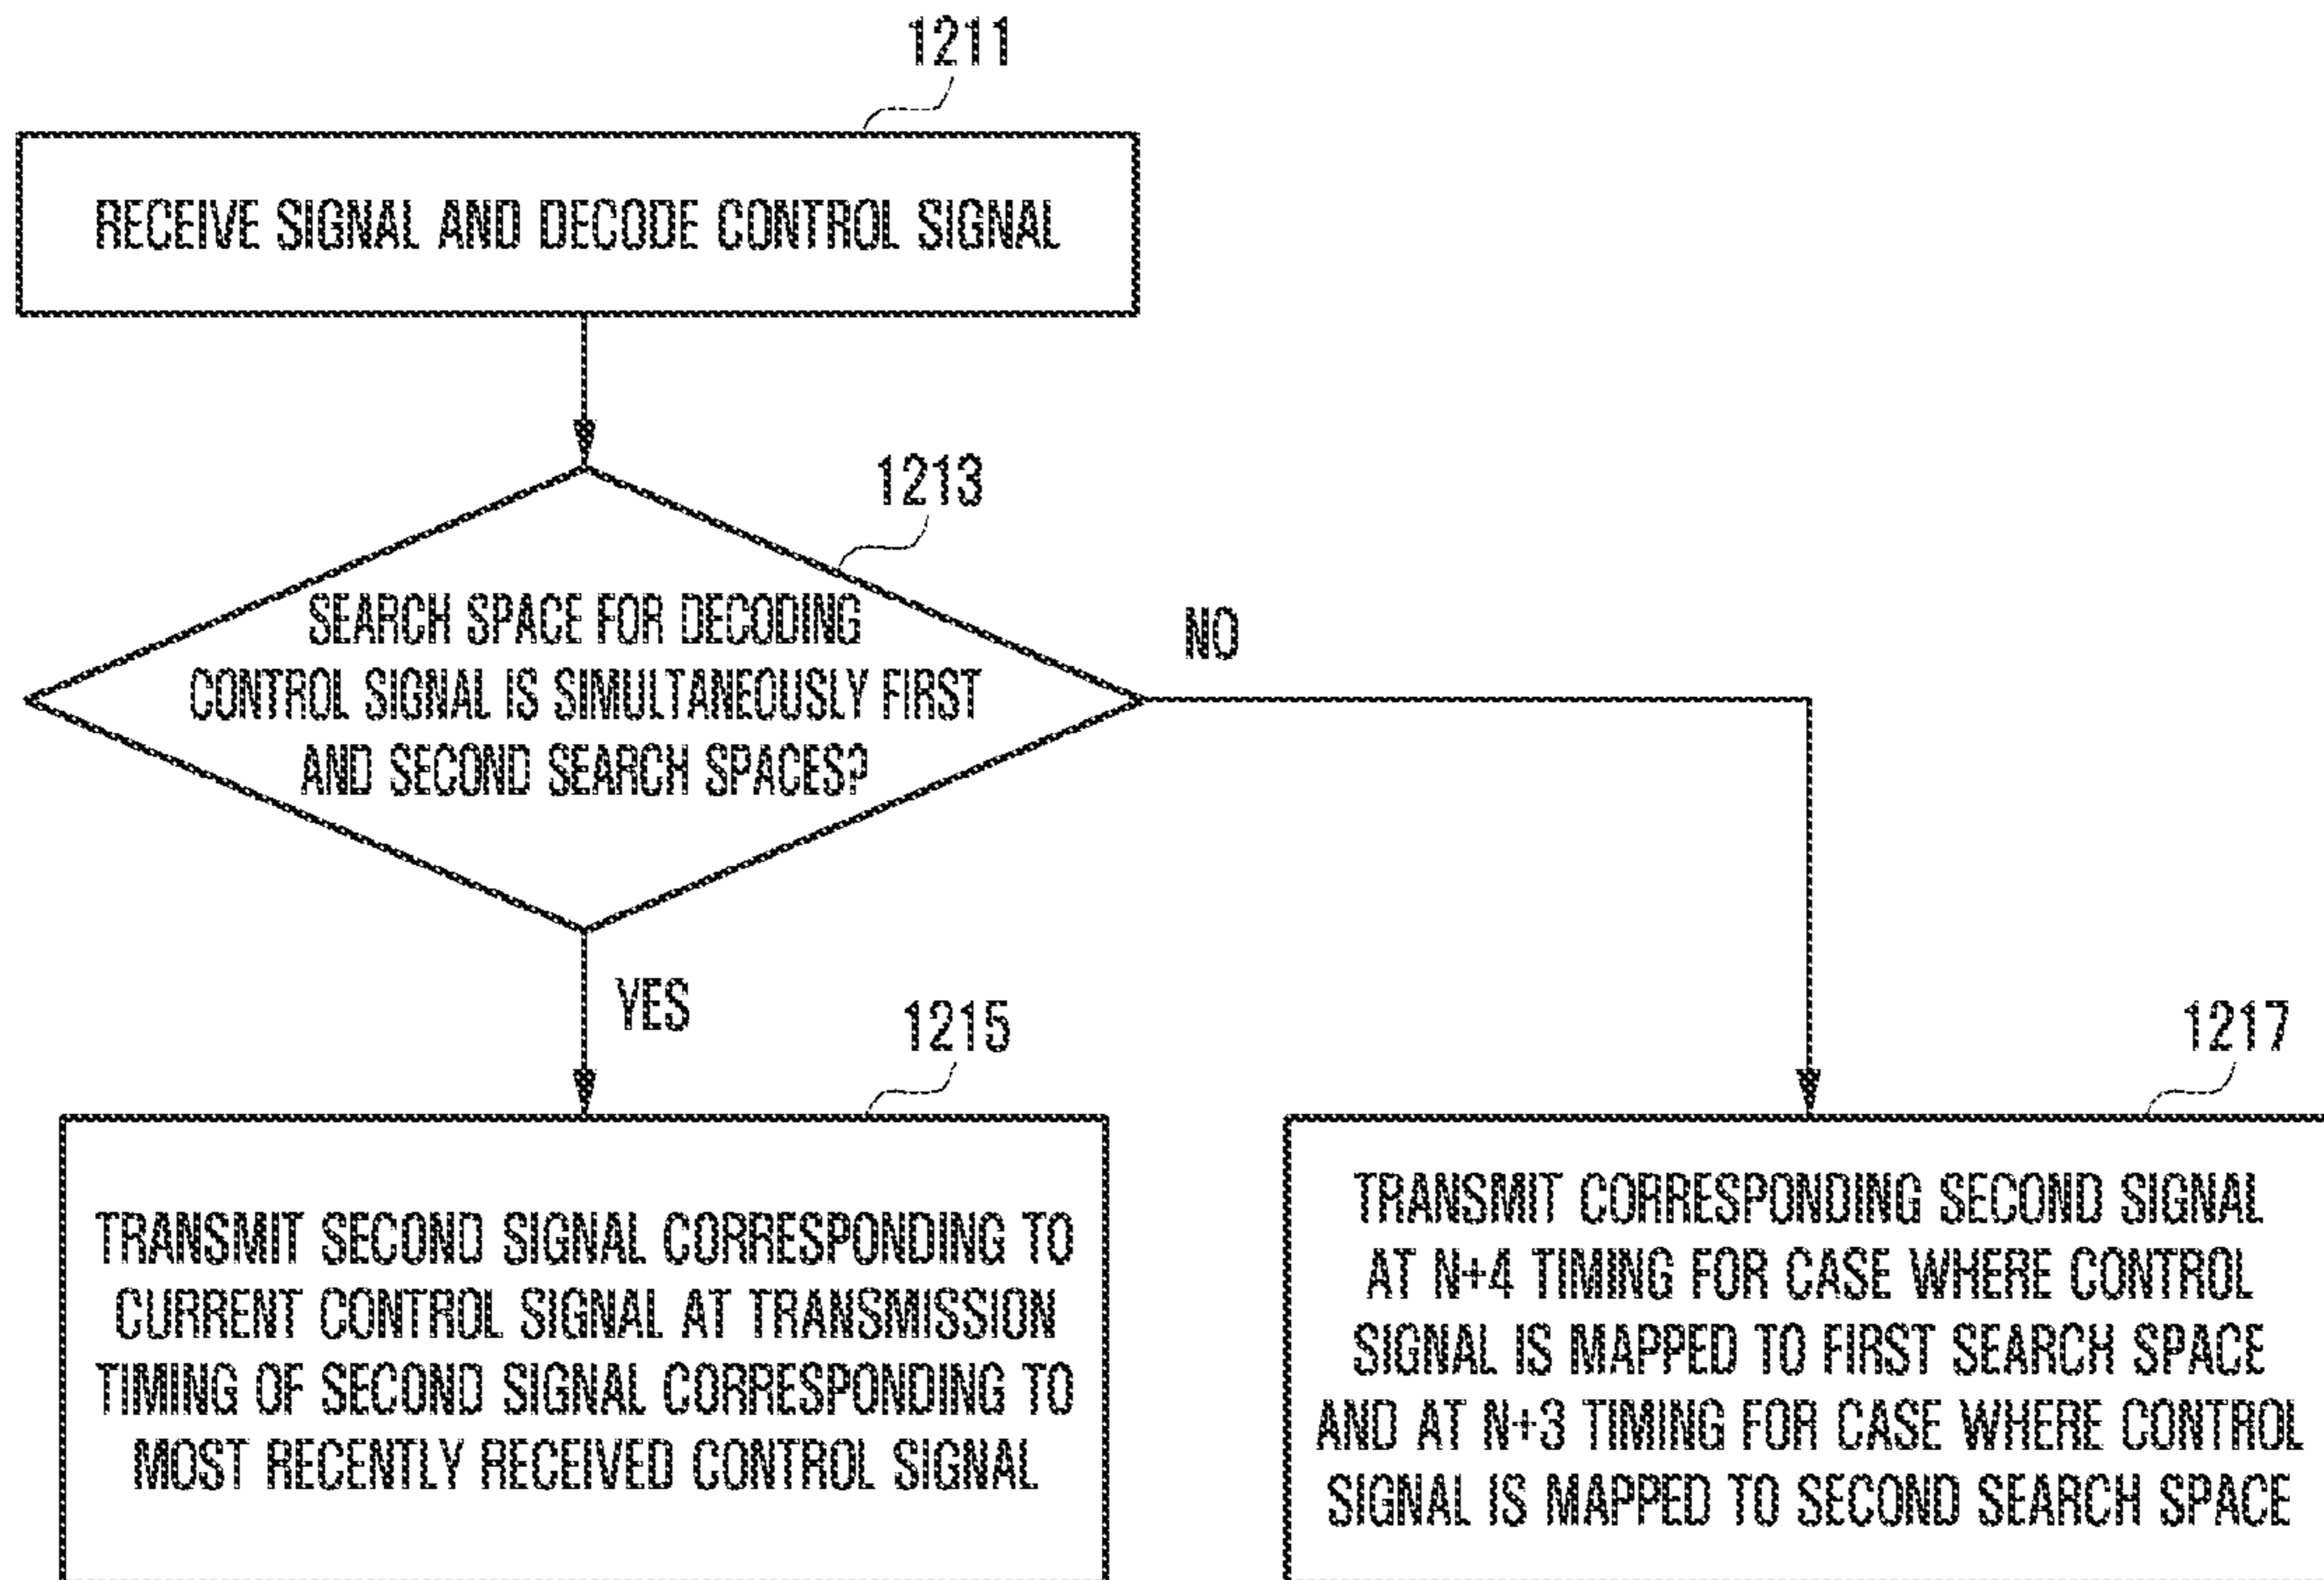 1211
RECEIVE SIGNAL AND DECODE CONTROL SIGNAL
1213
SEARCH SPACE FOR DECODING
CONTROL SIGNAL IS SIMULTANEOUSLY FIRST
AND SECOND SEARCH SPACES?
NO
YES
1215
TRANSMIT SECOND SIGNAL CORRESPONDING TO
CURRENT CONTROL SIGNAL AT TRANSMISSION
TIMING OF SECOND SIGNAL CORRESPONDING TO
MOST RECENTLY RECEIVED CONTROL SIGNAL
1217
TRANSMIT CORRESPONDING SECOND SIGNAL
AT N+4 TIMING FOR CASE WHERE CONTROL
SIGNAL IS MAPPED TO FIRST SEARCH SPACE
AND AT N+3 TIMING FOR CASE WHERE CONTROL
SIGNAL IS MAPPED TO SECOND SEARCH SPACE